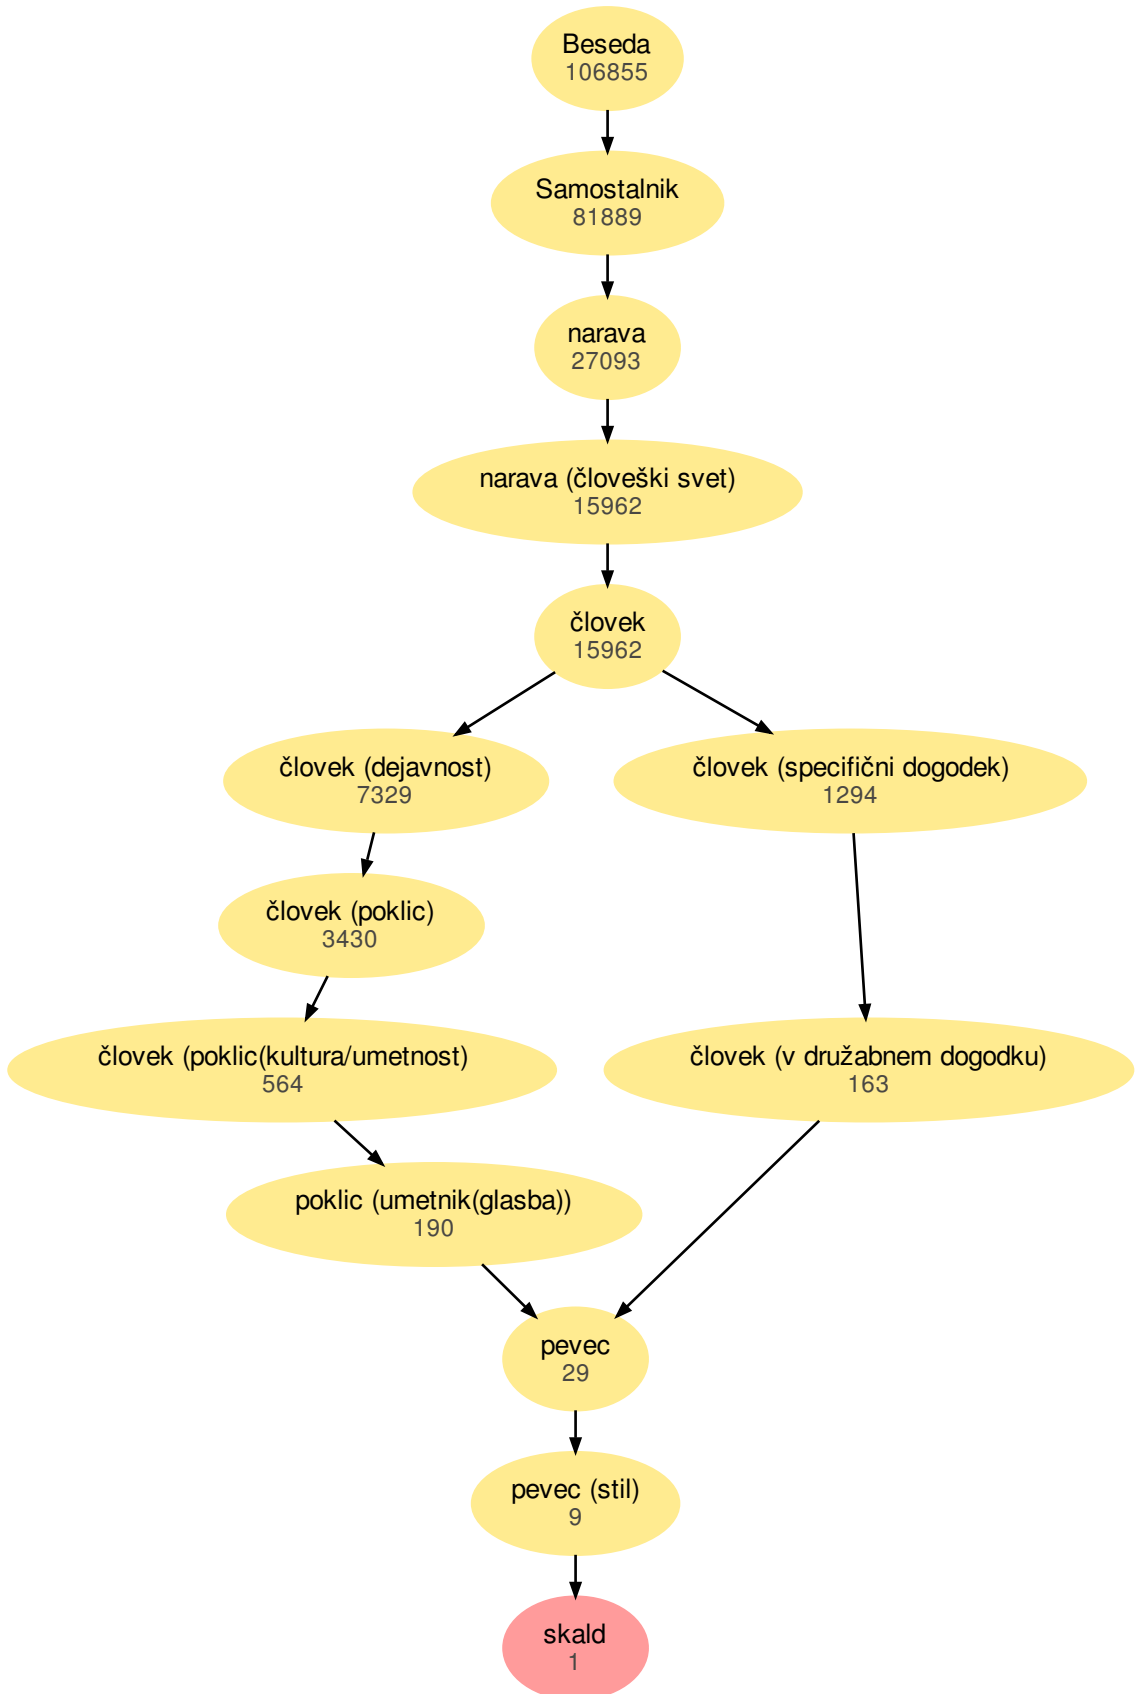 Beseda
106855
Samostalnik
81889
narava
27093
narava (človeški svet)
15962
človek
15962
človek (dejavnost)
7329
človek (specifični dogodek)
1294
človek (poklic)
3430
človek (poklic(kultura/umetnost)
564
človek (v družabnem dogodku)
163
poklic (umetnik(glasba))
190
pevec
29
pevec (stil)
9
skald
1